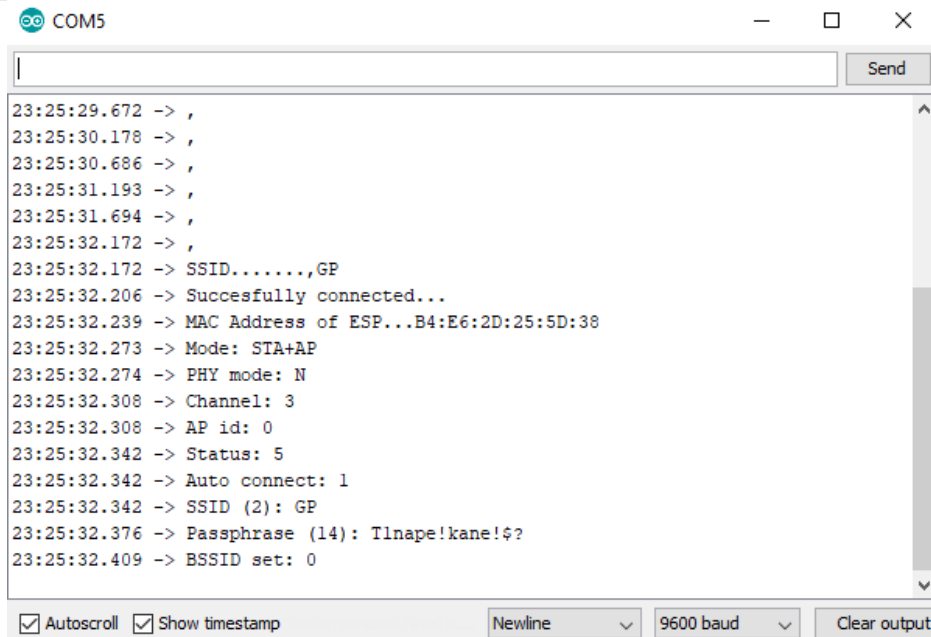 COM5
Send
23:25:29.672 -> ,
23:25:30.178 -> ,
23:25:30.686 -> ,
23:25:31.193 -> ,
23:25:31.694 -> ,
23:25:32.172 -> ,
23:25:32.172 -> SSID.......,GP
23:25:32.206 -> Succesfully connected...
23:25:32.239 -> MAC Address of ESP...B4:E6:2D:25:5D:38
23:25:32.273 -> Mode: STA+AP
23:25:32.274 -> PHY mode: N
23:25:32.308 -> Channel: 3
23:25:32.308 -> AP id: 0
23:25:32.342 -> Status: 5
23:25:32.342 -> Auto connect: 1
23:25:32.342 -> SSID (2): GP
23:25:32.376 -> Passphrase (14): T1nape!kane!$?
23:25:32.409 -> BSSID set: 0
Autoscroll Show timestamp Newline 9600 baud Clear output